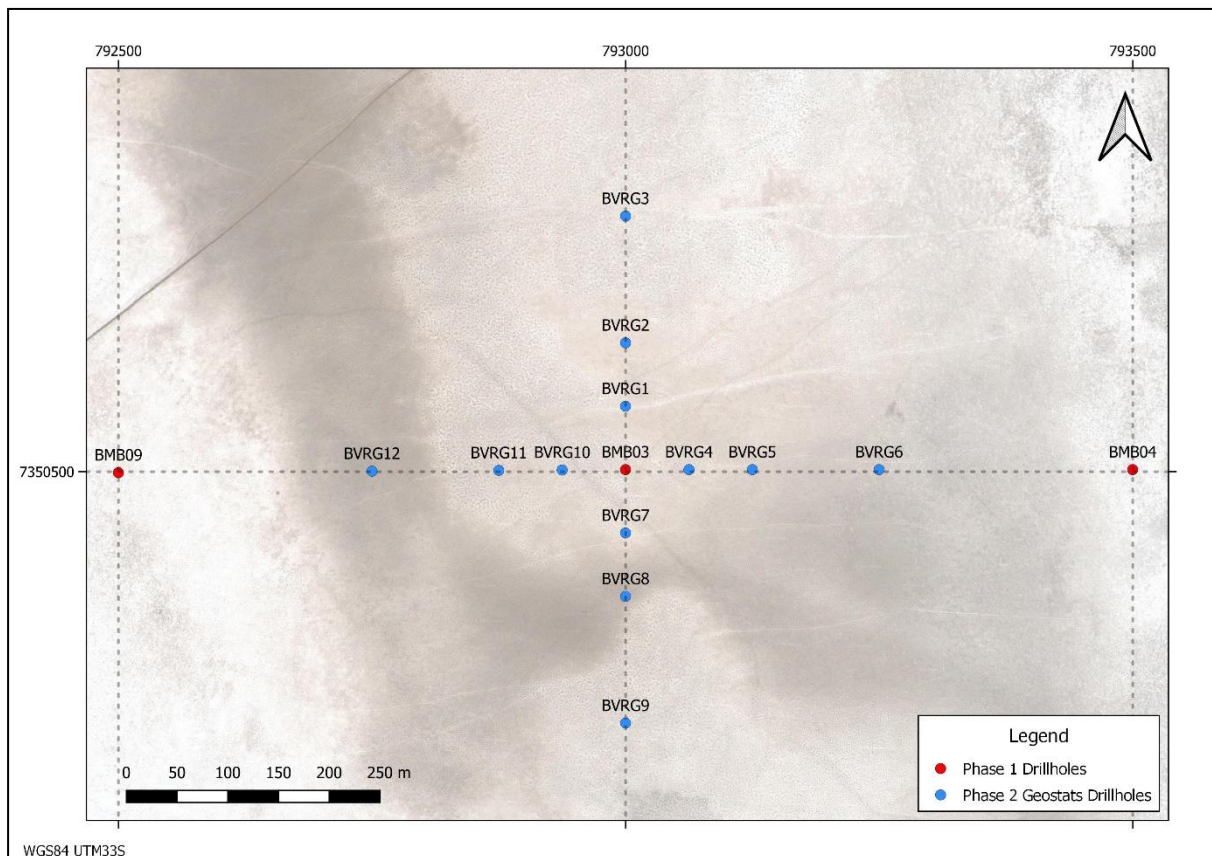 792500 793000 793500
BVRG3
BVRG2
BVRG1
BMB09 BVRG12 BVRG11 BVRG10 BMB03 BVRG4 BVRG5 BVRG6 BMB04
7350500
BVRG7
BVRG8
BVRG9
0 50 100 150 200 250 m
Legend
Phase 1 Drillholes
Phase 2 Geostats Drillholes
WGS84 UTM33S